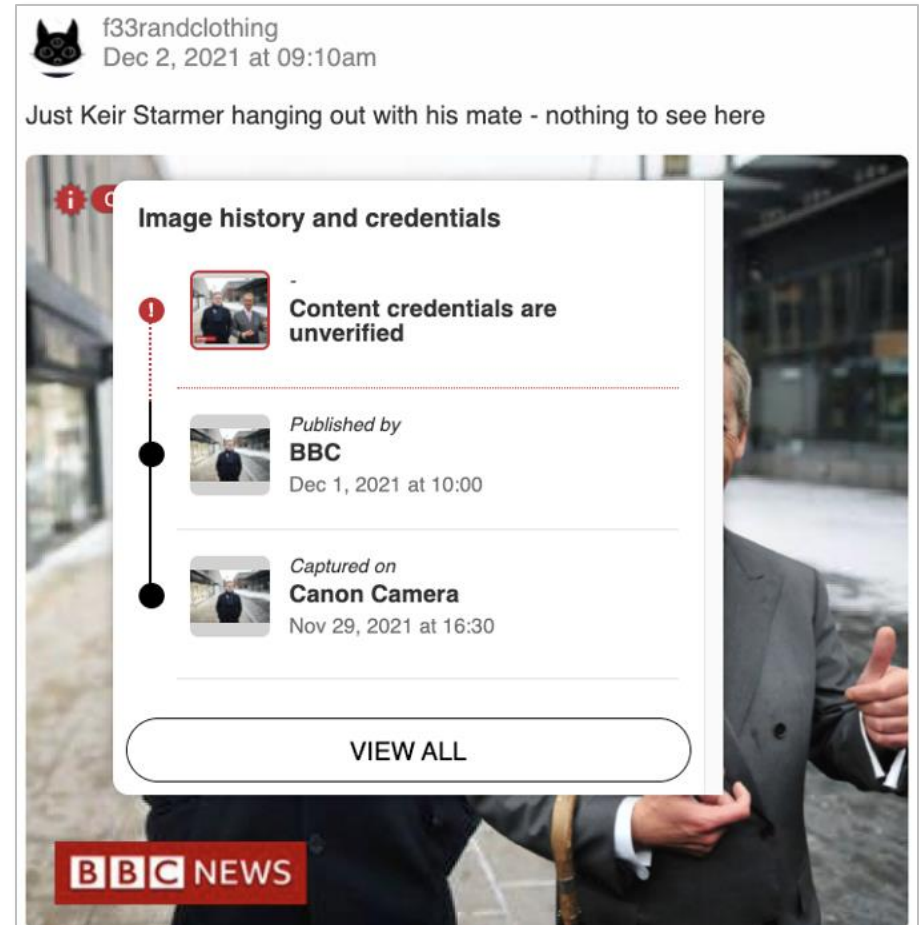 f33randclothing
Dec 2, 2021 at 09:10am
Just Keir Starmer hanging out with his mate - nothing to see here
i
Image history and credentials
-
!
Content credentials are
unverified
Published by
BBC
Dec 1, 2021 at 10:00
Captured on
Canon Camera
Nov 29, 2021 at 16:30
VIEW ALL
BBC NEWS